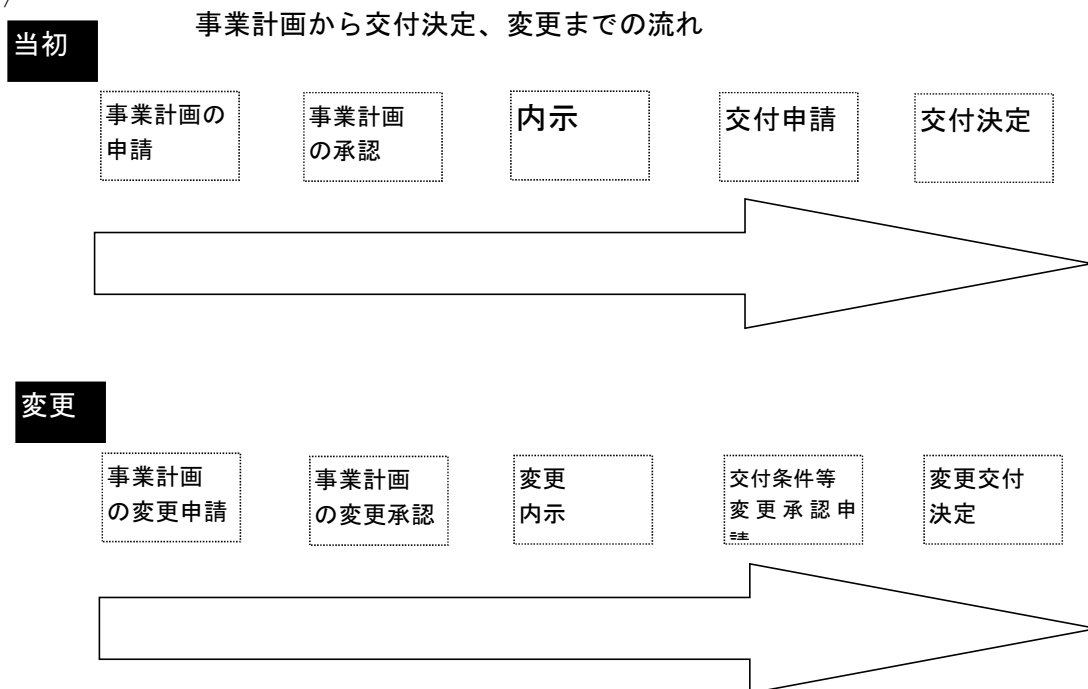 事業計画から交付決定、変更までの流れ
当初
事業計画の
申請
事業計画
の承認
内示
交付申請
交付決定
変更
事業計画
の変更申請
事業計画
の変更承認
変更
内示
交付条件等
変更承認申
変更交付
決定